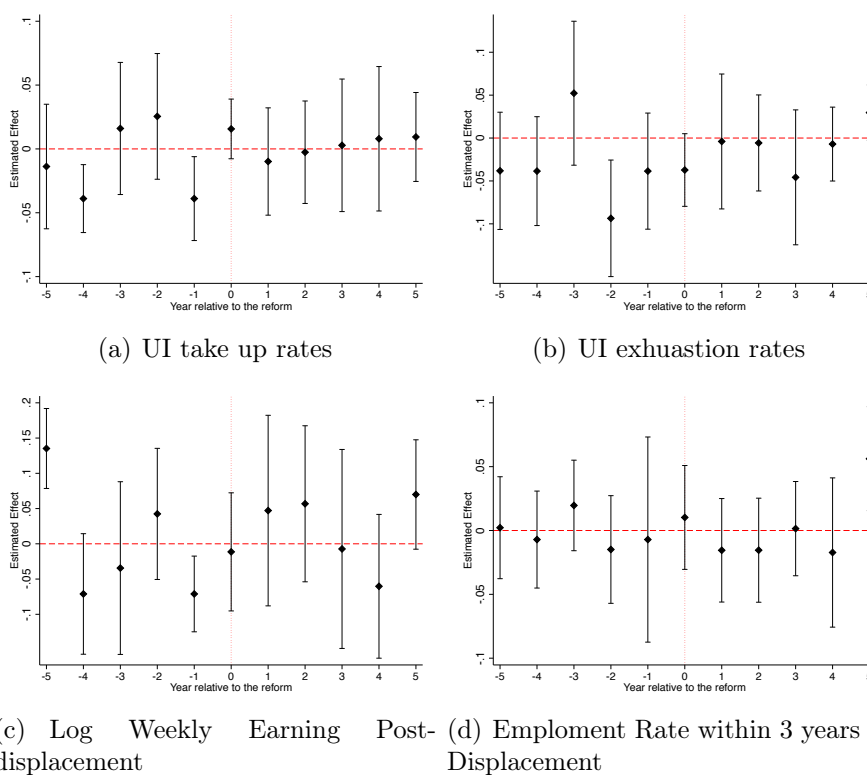 .1
.05
0
-.05
-.1
Estimated Effect
-5 -4 -3 -2 -1 0 1 2 3 4 5
Year relative to the reform
(a) UI take up rates
.1
.05
0
-.05
-.1
Estimated Effect
-5 -4 -3 -2 -1 0 1 2 3 4
Year relative to the reform
(b) UI exhuastion rates
.2
.15
.1
.05
0
-.05
-.1
Estimated Effect
-5 -4 -3 -2 -1 0 1 2 3 4 5
Year relative to the reform
(c) Log Weekly Earning Post-
displacement
.1
.05
0
-.05
-.1
Estimated Effect
-5 -4 -3 -2 -1 0 1 2 3 4
Year relative to the reform
(d) Emploment Rate within 3 years
Displacement